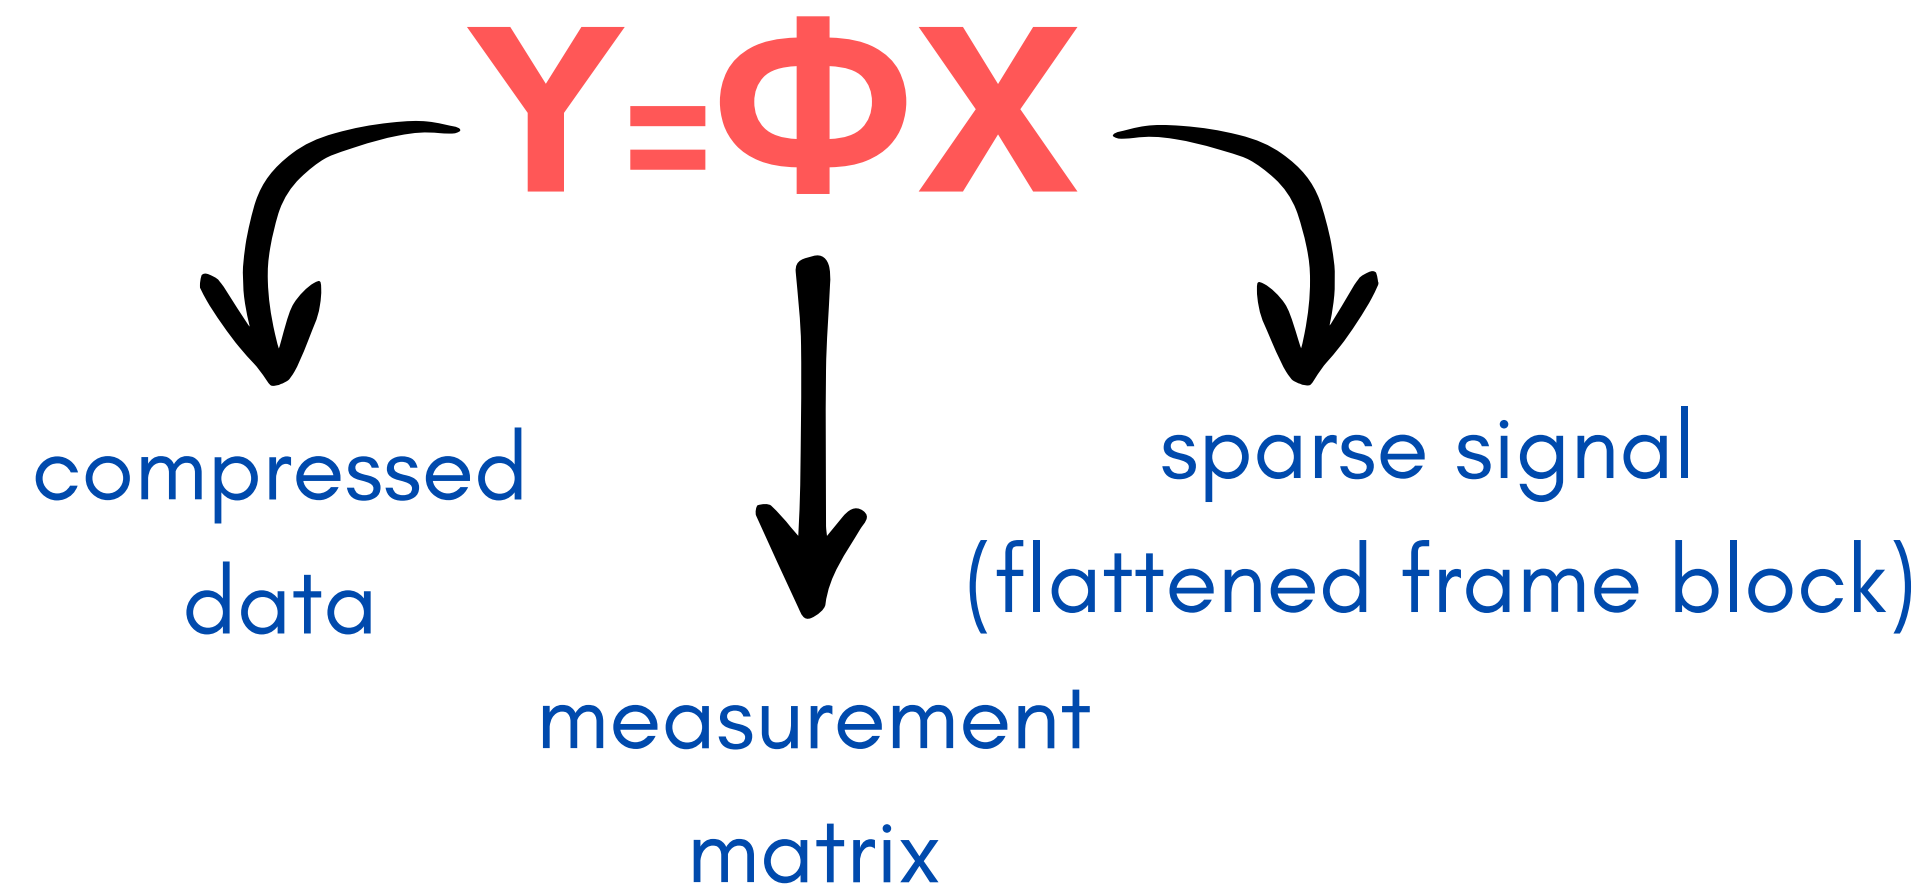 Y=ΦX
compressed
data
sparse signal
(flattened frame block)
measurement
matrix